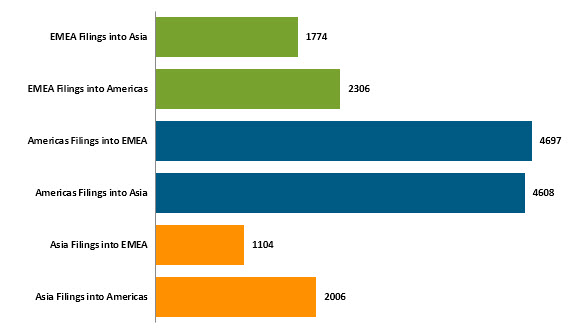 EMEA Filings into Asia 1774
EMEA Filings into Americas 2306
Americas Filings into EMEA 4697
Americas Filings into Asia 4608
Asia Filings into EMEA 1104
Asia Filings into Americas 2006